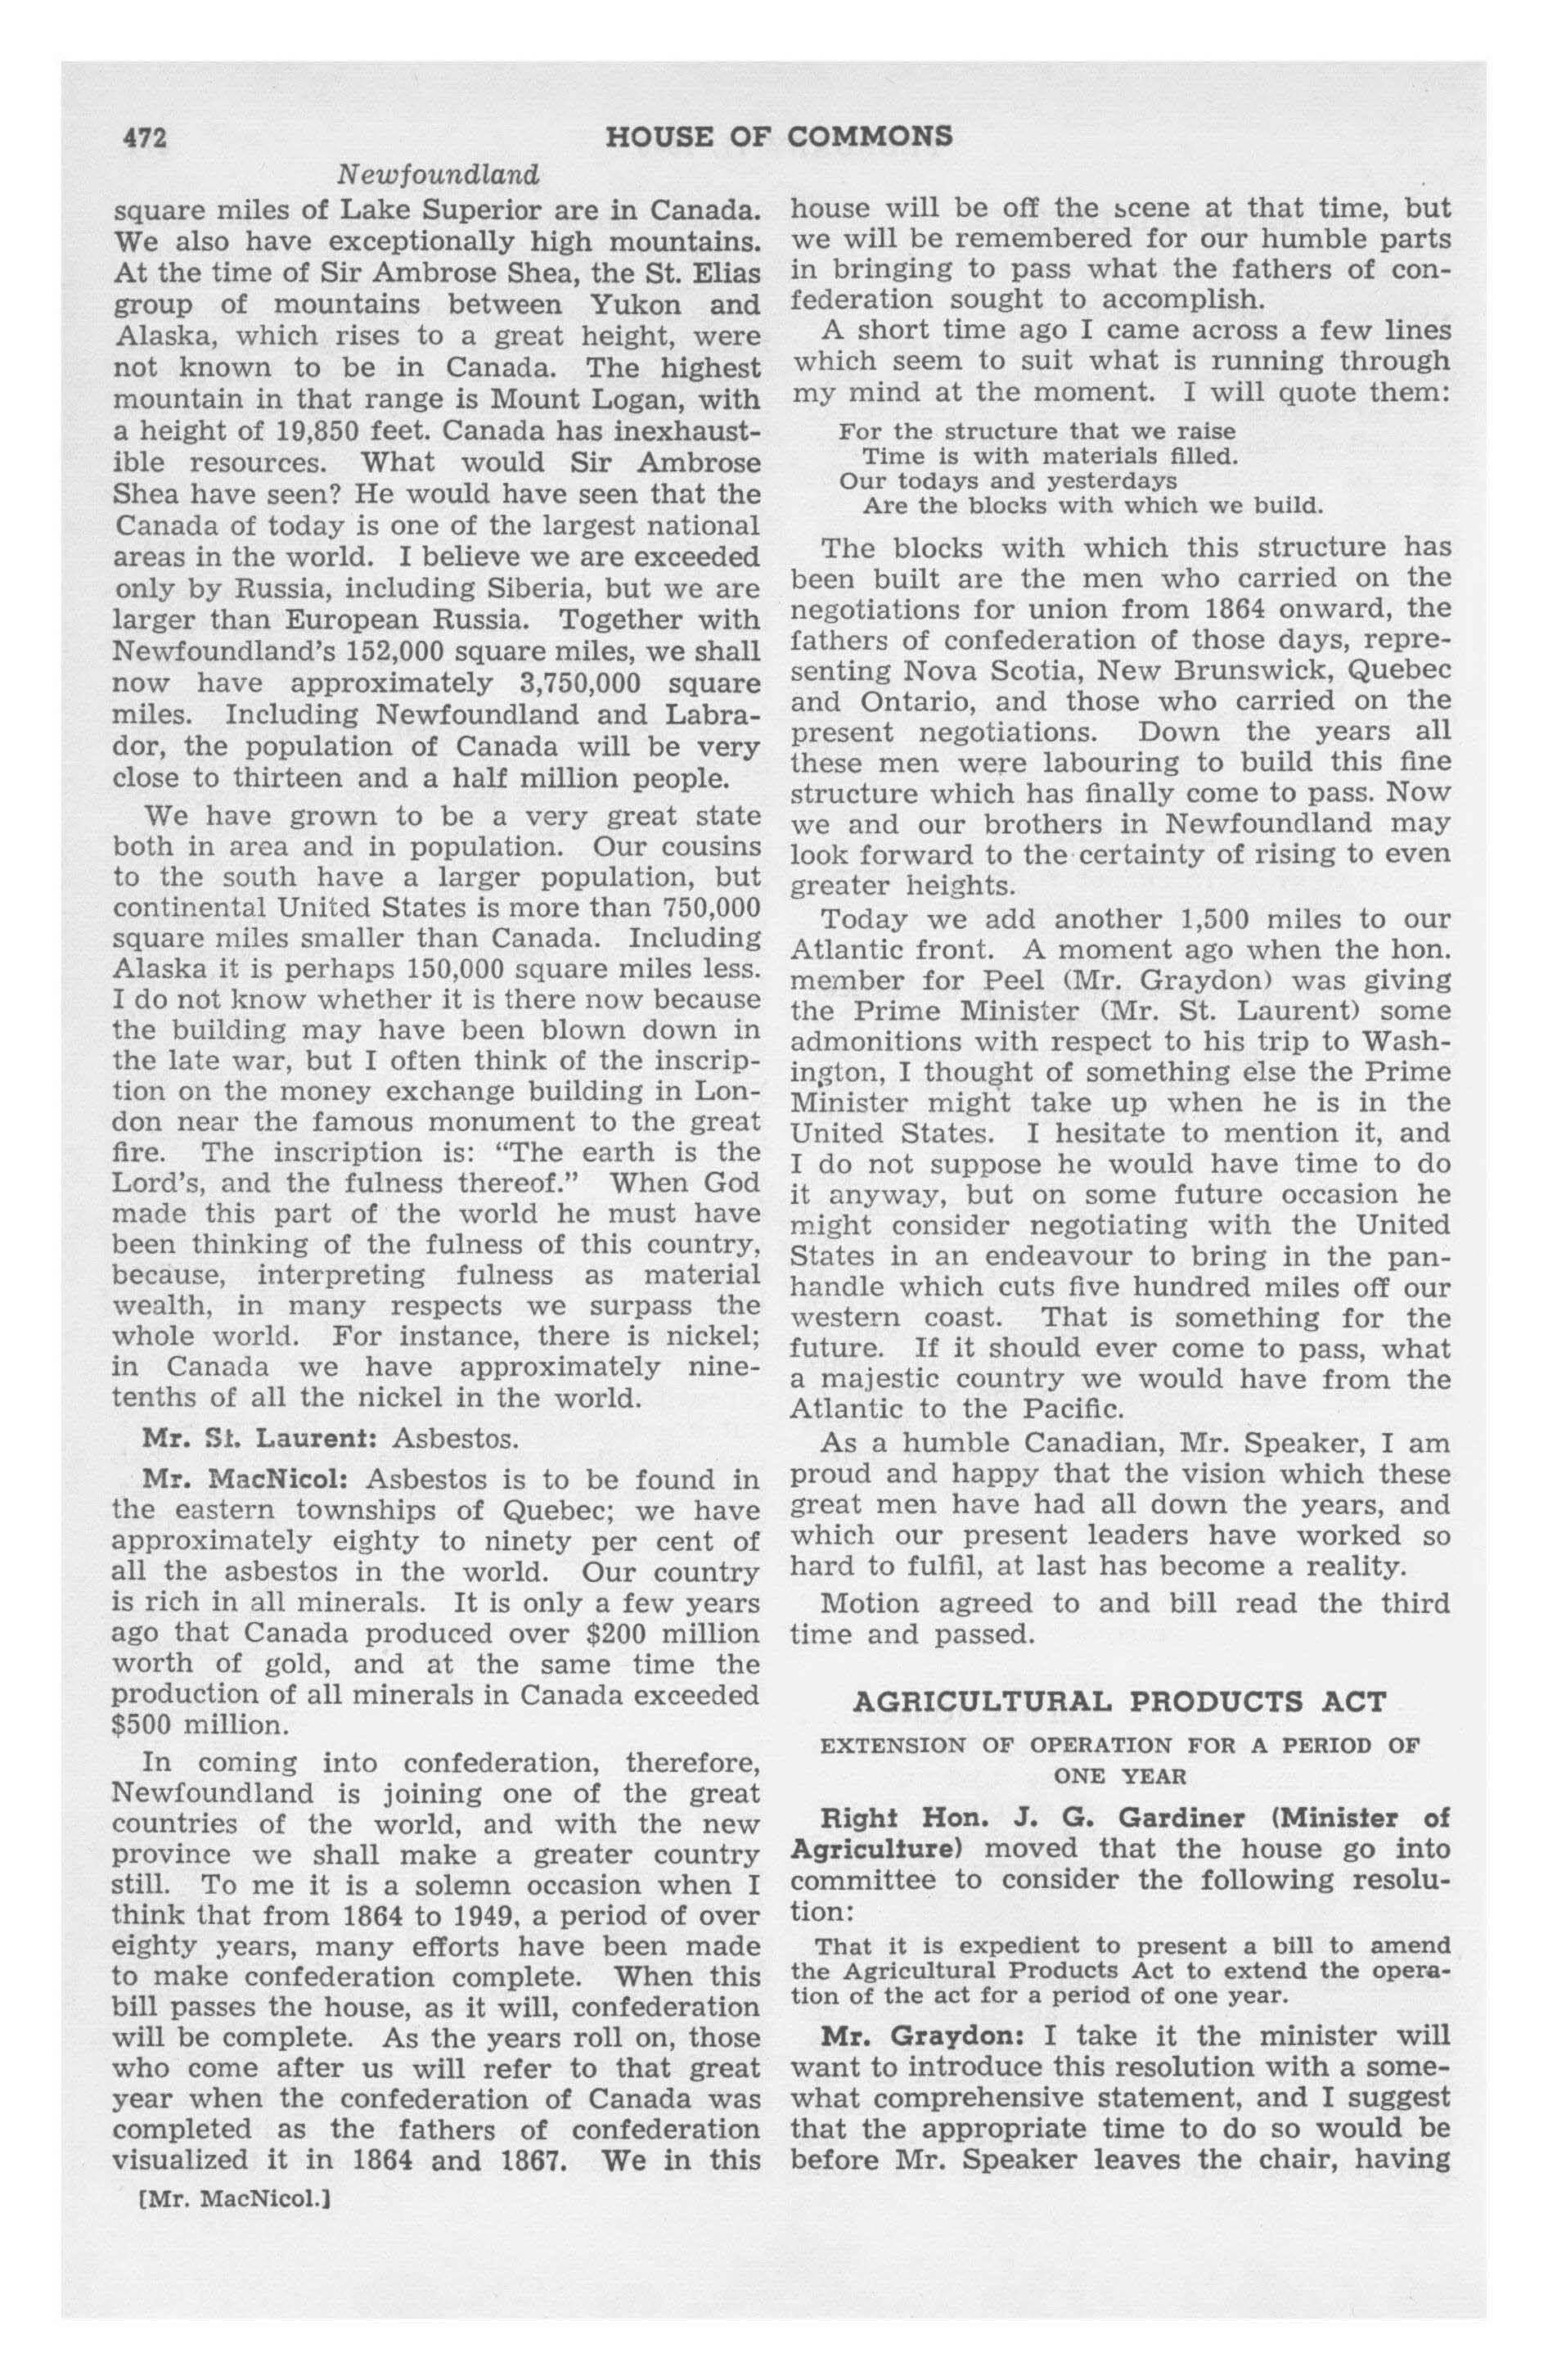 472
HOUSE OF COMMONS
Newfoundland
square miles of Lake Superior are in Canada.
We also have exceptionally high mountains.
At the time of Sir Ambrose Shea, the St. Elias
group of mountains between Yukon and
Alaska, which rises to a great height, were
not known to be in Canada. The highest
mountain in that range is Mount Logan, with
a height of 19,850 feet. Canada has inexhaust-
ible resources. What would Sir Ambrose
Shea have seen? He would have seen that the
Canada of today is one of the largest national
areas in the world. I believe we are exceeded
only by Russia, including Siberia, but we are
larger than European Russia. Together with
Newfoundland's 152,000 square miles, we shall
now have approximately 3,750,000 square
miles. Including Newfoundland and Labra-
dor, the population of Canada will be very
close to thirteen and a half million people.
We have grown to be a very great state
both in area and in population. Our cousins
to the south have a larger population, but
continental United States is more than 750,000
square miles smaller than Canada. Including
Alaska it is perhaps 150,000 square miles less.
I do not know whether it is there now because
the building may have been blown down in
the late war, but I often think of the inscrip-
tion on the money exchange building in Lon-
don near the famous monument to the great
fire. The inscription is: "The earth is the
Lord's, and the fulness thereof." When God
made this part of the world he must have
been thinking of the fulness of this country,
because, interpreting fulness as material
wealth, in many respects we surpass the
whole world. For instance, there is nickel;
in Canada we have approximately nine-
tenths of all the nickel in the world.
Mr. St. Laurent: Asbestos.
Mr. MacNicol: Asbestos is to be found in
the eastern townships of Quebec; we have
approximately eighty to ninety per cent of
all the asbestos in the world. Our country
is rich in all minerals. It is only a few years
ago that Canada produced over $200 million
worth of gold, and at the same time the
production of all minerals in Canada exceeded
$500 million.
In coming into confederation, therefore,
Newfoundland is joining one of the great
countries of the world, and with the new
province we shall make a greater country
still. To me it is a solemn occasion when I
think that from 1864 to 1949, a period of over
eighty years, many efforts have been made
to make confederation complete. When this
bill passes the house, as it will, confederation
will be complete. As the years roll on, those
who come after us will refer to that great
year when the confederation of Canada was
completed as the fathers of confederation
visualized it in 1864 and 1867. We in this
[Mr. MacNicol.]
house will be off the scene at that time, but
we will be remembered for our humble parts
in bringing to pass what the fathers of con-
federation sought to accomplish.
A short time ago I came across a few lines
which seem to suit what is running through
my mind at the moment. I will quote them:
For the structure that we raise
Time is with materials filled.
Our todays and yesterdays
Are the blocks with which we build.
The blocks with which this structure has
been built are the men who carried on the
negotiations for union from 1864 onward, the
fathers of confederation of those days, repre-
senting Nova Scotia, New Brunswick, Quebec
and Ontario, and those who carried on the
present negotiations. Down the years all
these men were labouring to build this fine
structure which has finally come to pass. Now
we and our brothers in Newfoundland may
look forward to the certainty of rising to even
greater heights.
Today we add another 1,500 miles to our
Atlantic front. A moment ago when the hon.
member for Peel (Mr. Graydon) was giving
the Prime Minister (Mr. St. Laurent) some
admonitions with respect to his trip to Wash-
ington, I thought of something else the Prime
Minister might take up when he is in the
United States. I hesitate to mention it, and
I do not suppose he would have time to do
it anyway, but on some future occasion he
might consider negotiating with the United
States in an endeavour to bring in the pan-
handle which cuts five hundred miles off our
western coast. That is something for the
future. If it should ever come to pass, what
a majestic country we would have from the
Atlantic to the Pacific.
As a humble Canadian, Mr. Speaker, I am
proud and happy that the vision which these
great men have had all down the years, and
which our present leaders have worked so
hard to fulfil, at last has become a reality.
Motion agreed to and bill read the third
time and passed.
AGRICULTURAL PRODUCTS ACT
EXTENSION OF OPERATION FOR A PERIOD OF
ONE YEAR
Right Hon. J. G. Gardiner (Minister of
Agriculture) moved that the house go into
committee to consider the following resolu-
tion:
That it is expedient to present a bill to amend
the Agricultural Products Act to extend the opera-
tion of the act for a period of one year.
Mr. Graydon: I take it the minister will
want to introduce this resolution with a some-
what comprehensive statement, and I suggest
that the appropriate time to do so would be
before Mr. Speaker leaves the chair, having